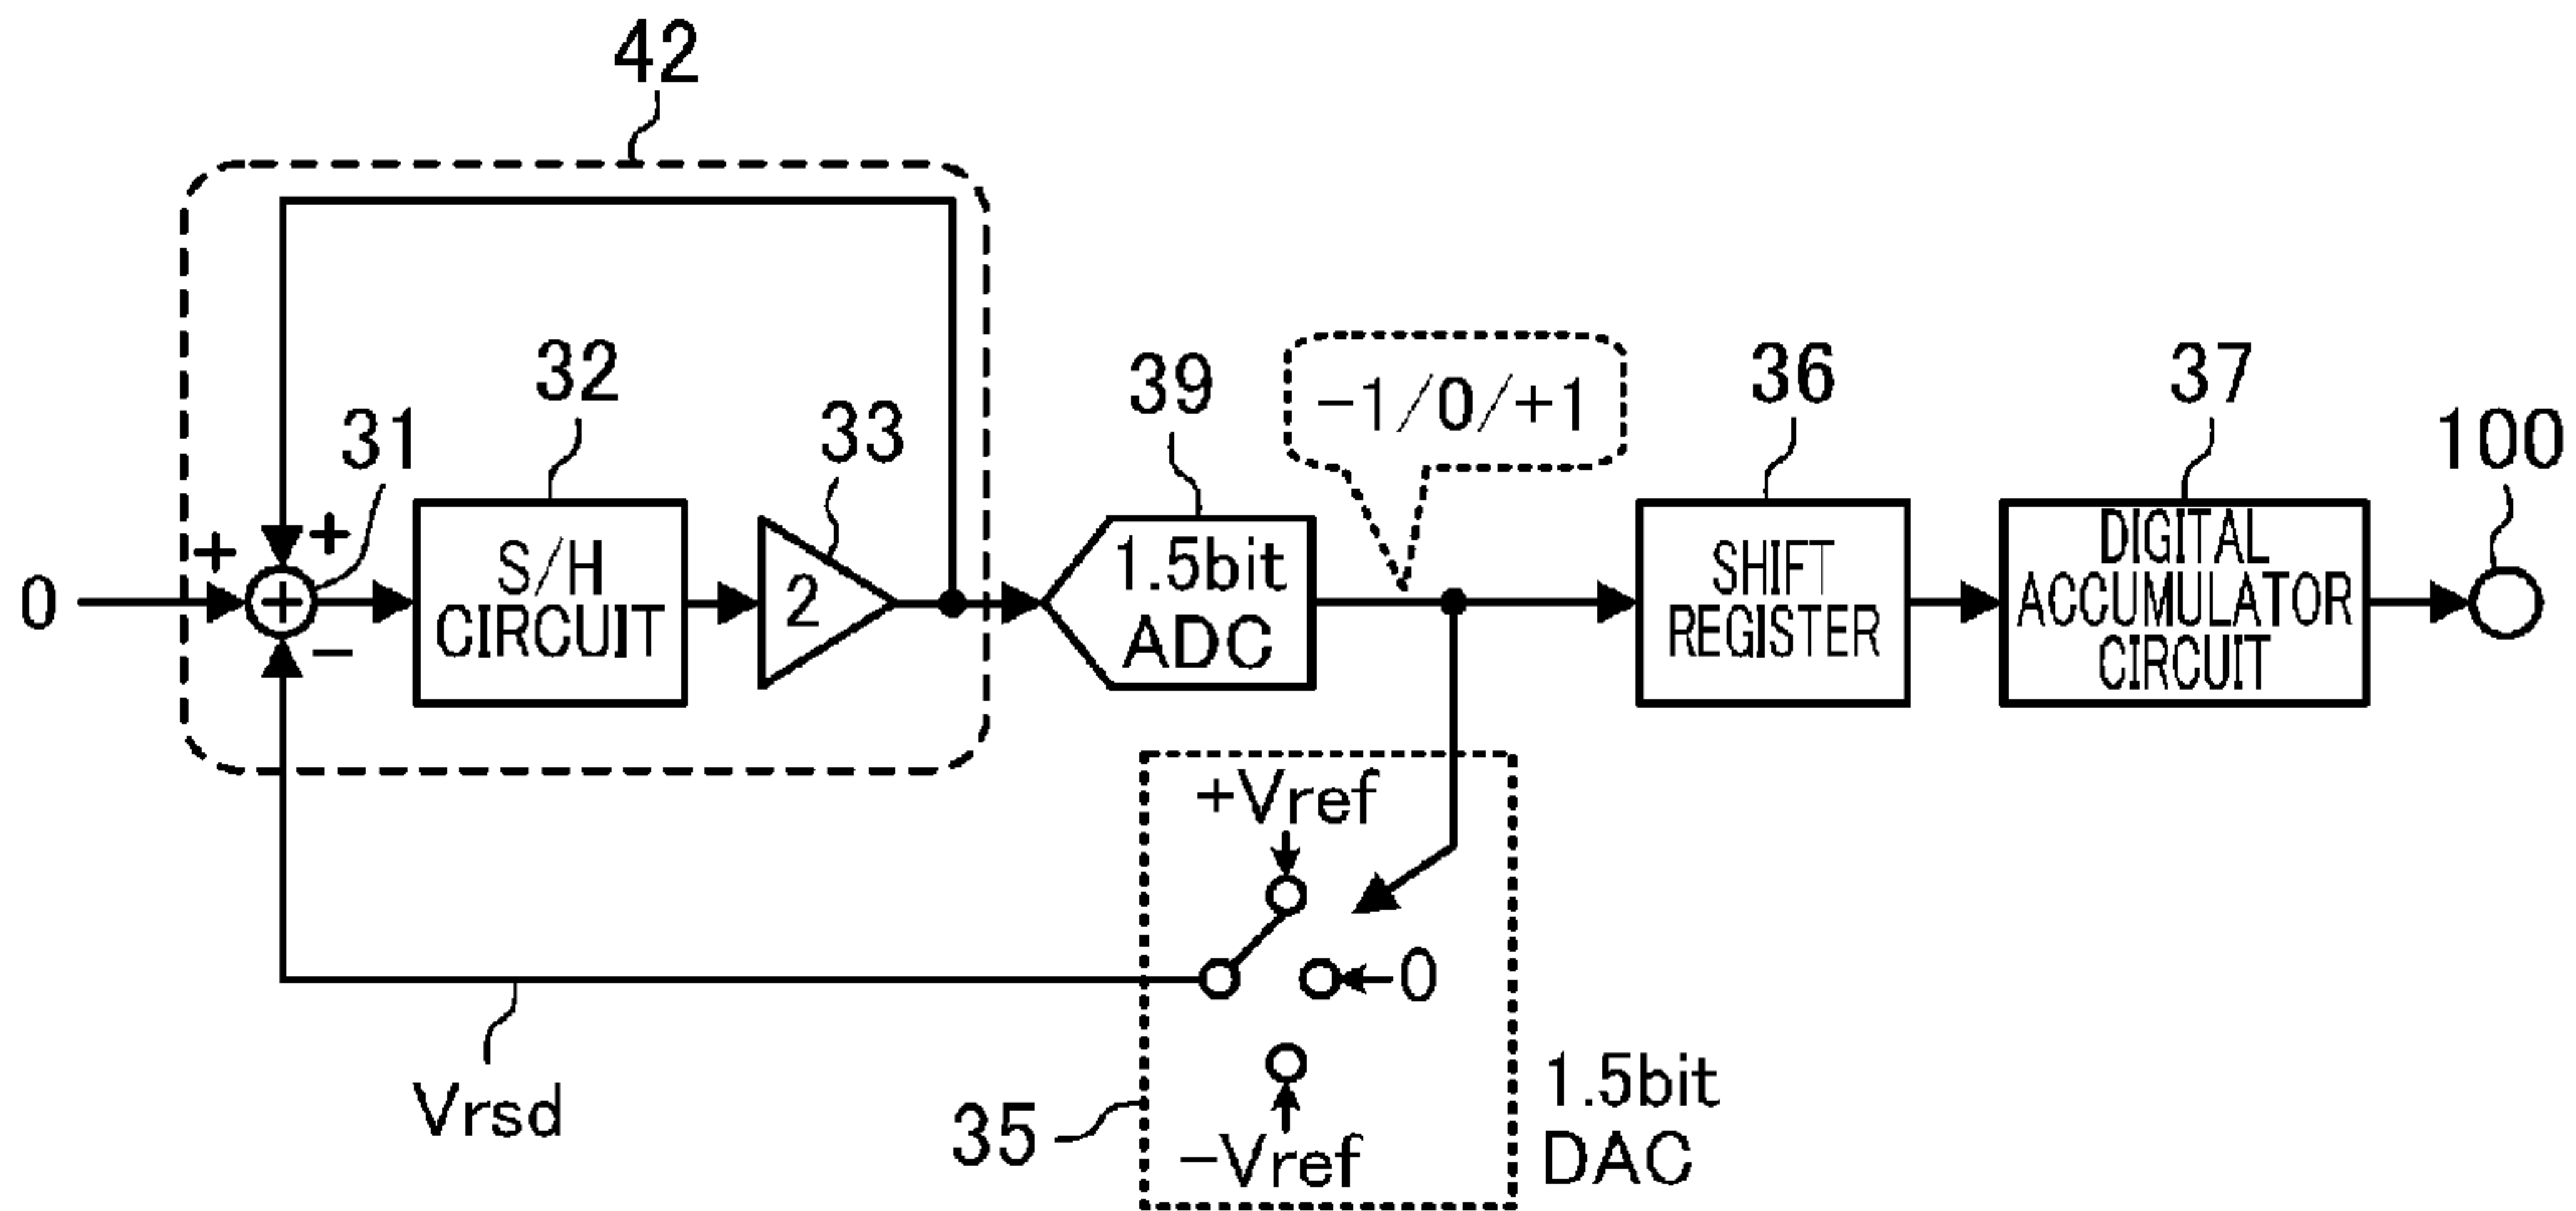 42
32
33
31
39
-1/0/+1
36
37
100
+
+
0
+
−
S/H
CIRCUIT
2
1.5bit
ADC
SHIFT
REGISTER
DIGITAL
ACCUMULATOR
CIRCUIT
+Vref
0
−Vref
35
1.5bit
DAC
Vrsd